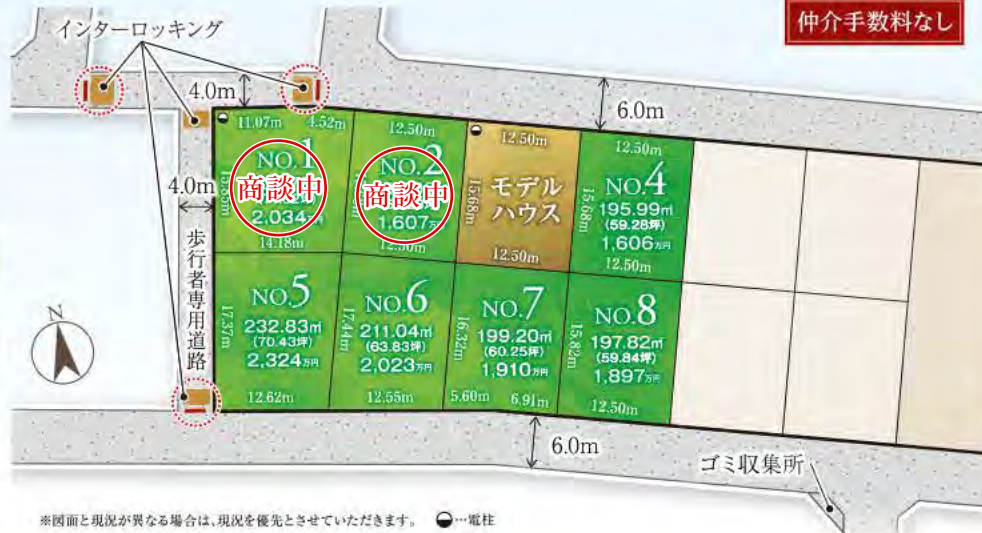 仲介手数料なし
インターロッキング
4.0m
6.0m
11.07m
4.52m
NO.1
商談中
2,034
14.18m
12.50m
NO.2
商談中
1,607万円
12.50m
15.68m
モデル
ハウス
12.50m
12.50m
15.68m
NO.4
195.99㎡
(59.28坪)
1,606万円
12.50m
4.0m
歩行者専用道路
N
17.37m
NO.5
232.83㎡
(70.43坪)
2,324万円
12.62m
17.44m
NO.6
211.04㎡
(63.83坪)
2,023万円
12.55m
16.32m
NO.7
199.20㎡
(60.25坪)
1,910万円
5.60m
6.91m
15.82m
NO.8
197.82㎡
(59.84坪)
1,897万円
12.50m
6.0m
ゴミ収集所
※図面と現況が異なる場合は、現況を優先とさせていただきます。
…電柱